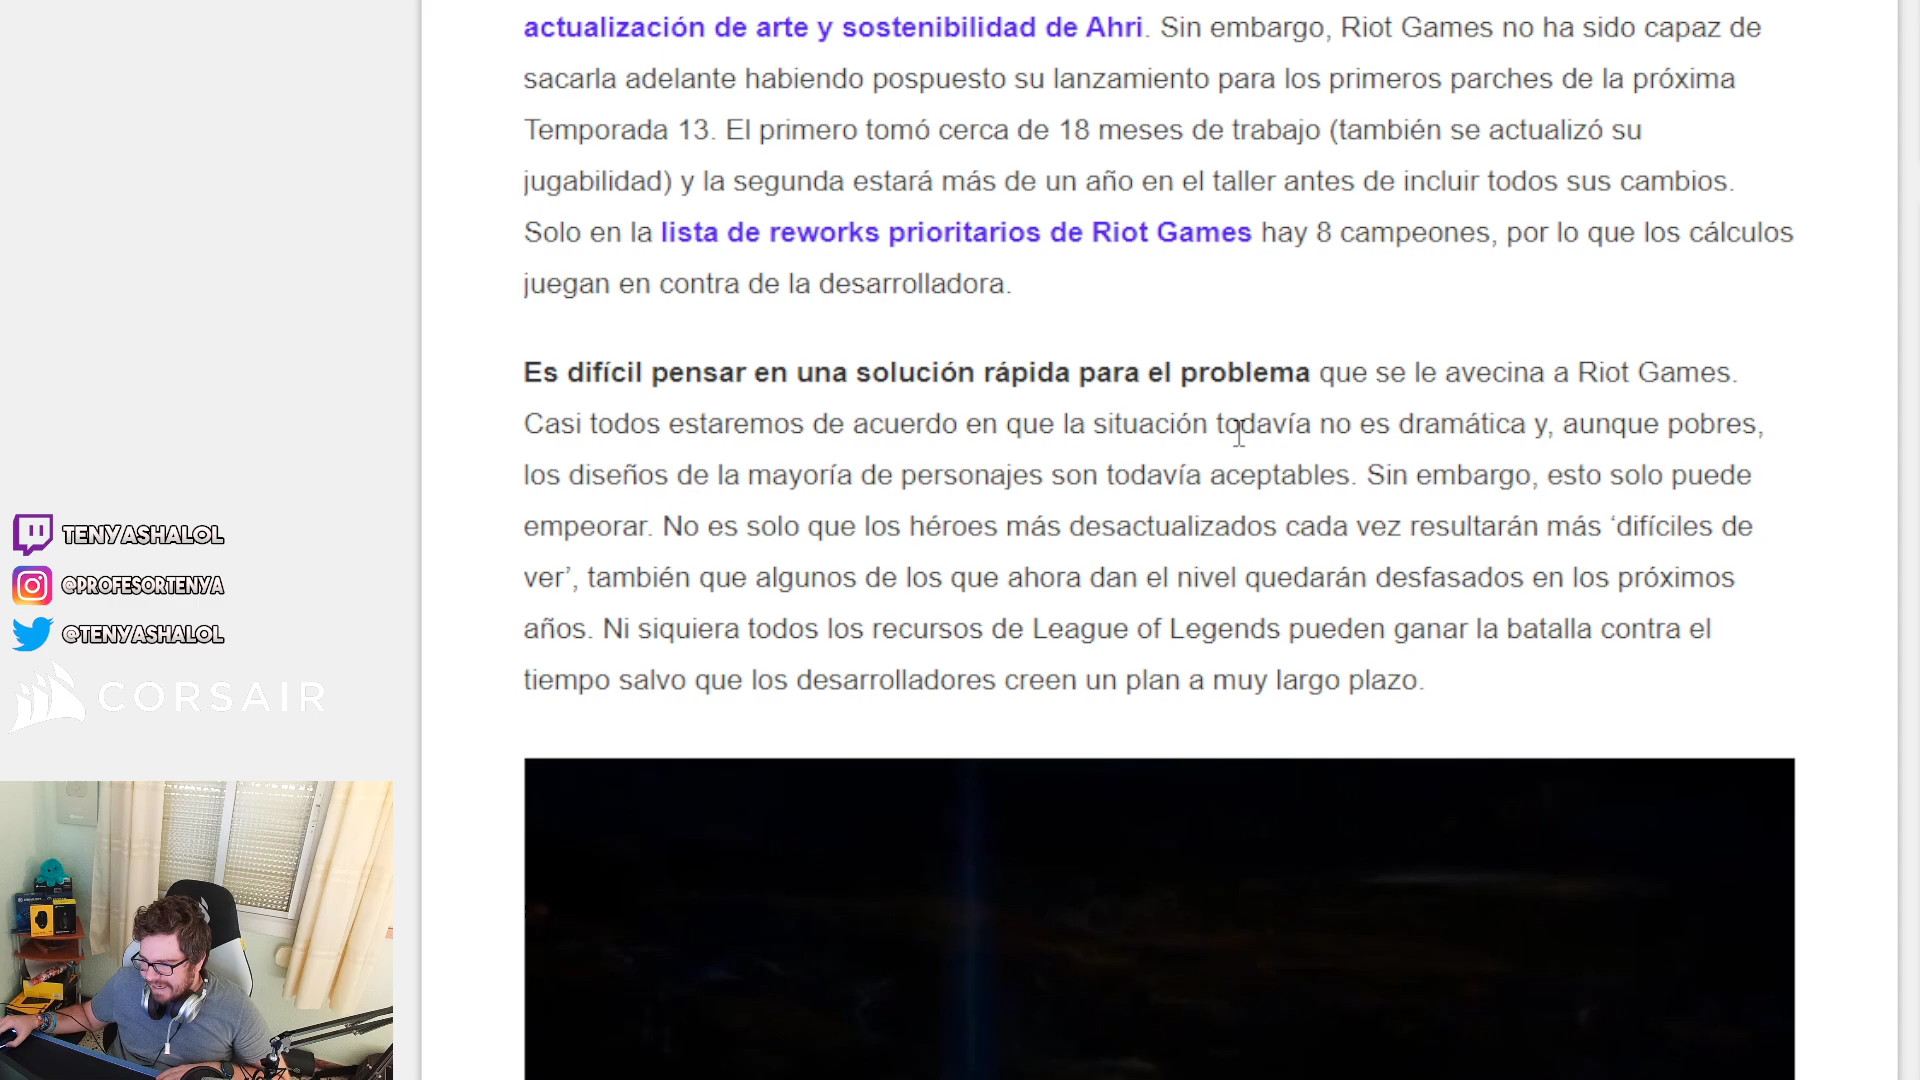 actualización de arte y sostenibilidad de Ahri. Sin embargo, Riot Games no ha sido capaz de
sacarla adelante habiendo pospuesto su lanzamiento para los primeros parches de la próxima
Temporada 13. El primero tomó cerca de 18 meses de trabajo (también se actualizó su
jugabilidad) y la segunda estará más de un año en el taller antes de incluir todos sus cambios.
Solo en la lista de reworks prioritarios de Riot Games hay 8 campeones, por lo que los cálculos
juegan en contra de la desarrolladora.
Es difícil pensar en una solución rápida para el problema que se le avecina a Riot Games.
Casi todos estaremos de acuerdo en que la situación todavía no es dramática y, aunque pobres,
los diseños de la mayoría de personajes son todavía aceptables. Sin embargo, esto solo puede
empeorar. No es solo que los héroes más desactualizados cada vez resultarán más ‘difíciles de
ver’, también que algunos de los que ahora dan el nivel quedarán desfasados en los próximos
años. Ni siquiera todos los recursos de League of Legends pueden ganar la batalla contra el
tiempo salvo que los desarrolladores creen un plan a muy largo plazo.
TENYASHALOL
@PROFESORTENYA
@TENYASHALOL
CORSAIR